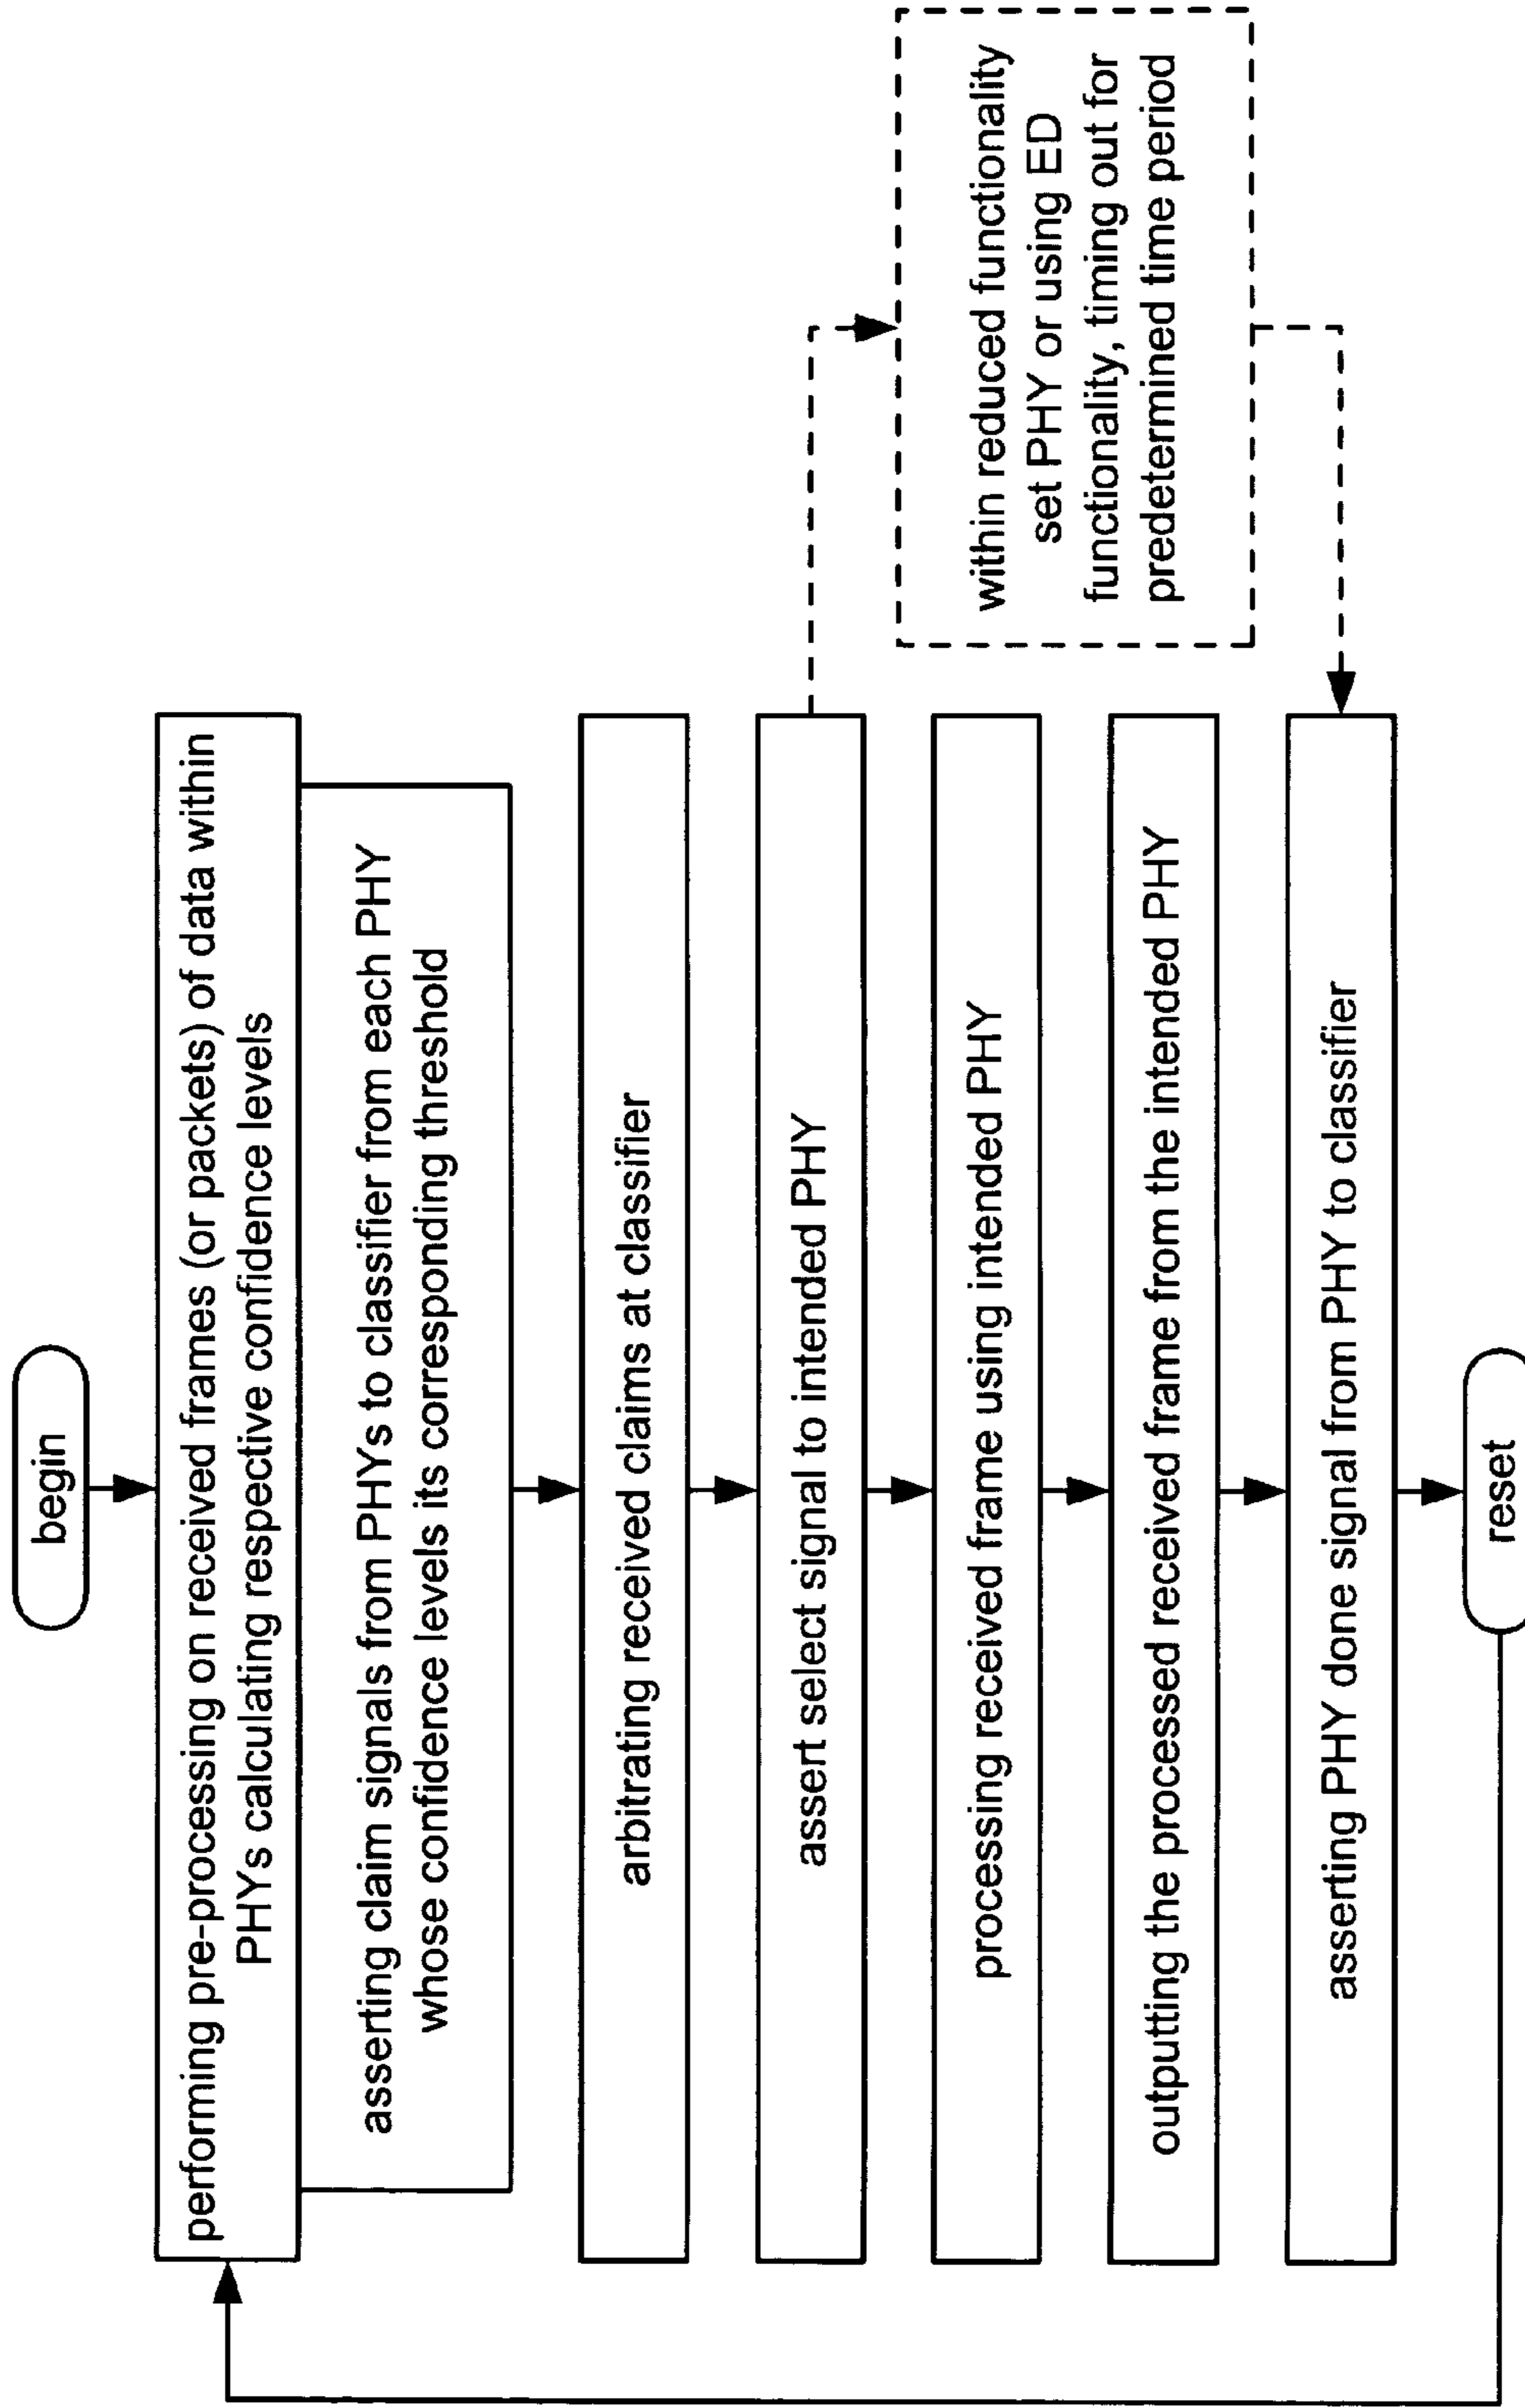 begin
performing pre-processing on received frames (or packets) of data within
PHYs calculating respective confidence levels
asserting claim signals from PHYs to classifier from each PHY
whose confidence levels its corresponding threshold
arbitrating received claims at classifier
assert select signal to intended PHY
within reduced functionality
set PHY or using ED
functionality, timing out for
predetermined time period
processing received frame using intended PHY
outputting the processed received frame from the intended PHY
asserting PHY done signal from PHY to classifier
reset